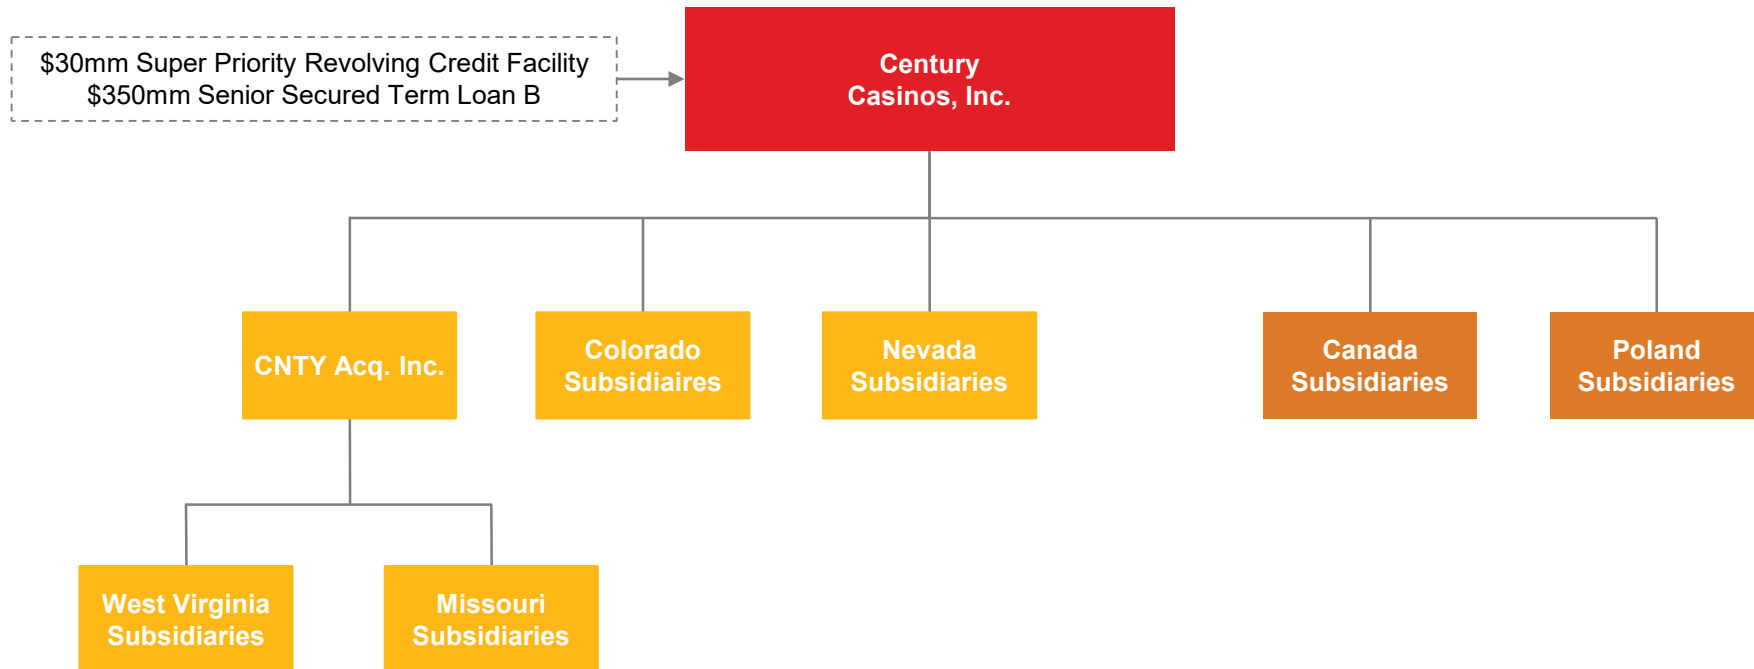 $30mm Super Priority Revolving Credit Facility
$350mm Senior Secured Term Loan B
Century
Casinos, Inc.
CNTY Acq. Inc.
Colorado
Subsidiaires
Nevada
Subsidiaries
Canada
Subsidiaries
Poland
Subsidiaries
West Virginia
Subsidiaries
Missouri
Subsidiaries